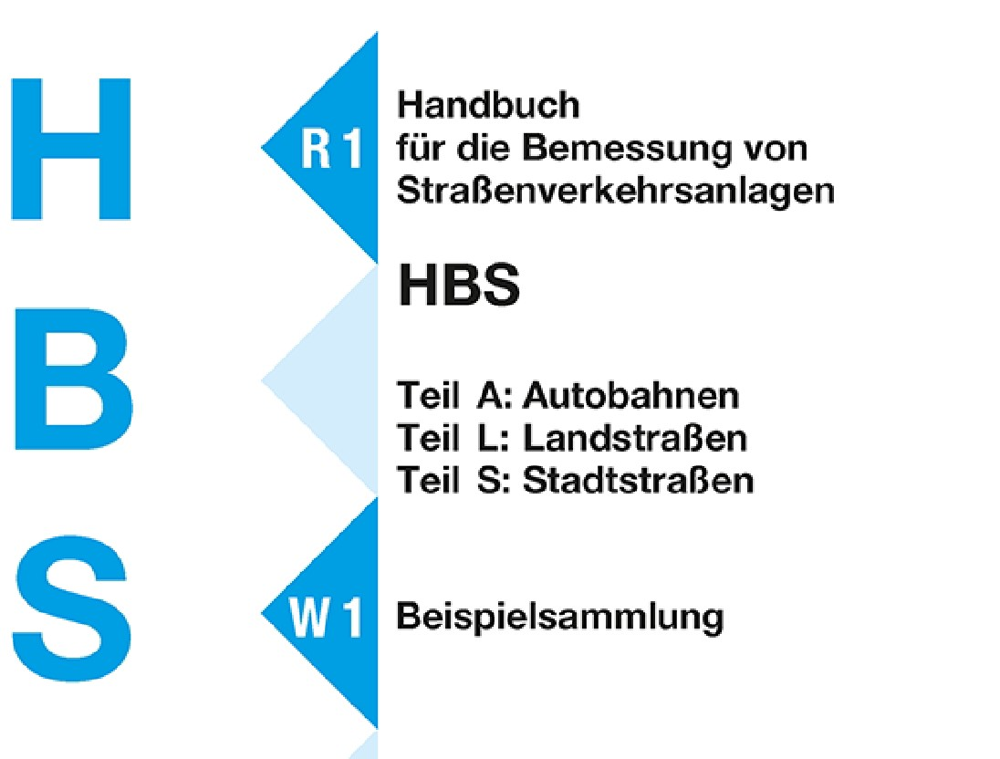 H
B
S
R 1
Handbuch
für die Bemessung von
Straßenverkehrsanlagen
HBS
Teil A: Autobahnen
Teil L: Landstraßen
Teil S: Stadtstraßen
W 1
Beispielsammlung